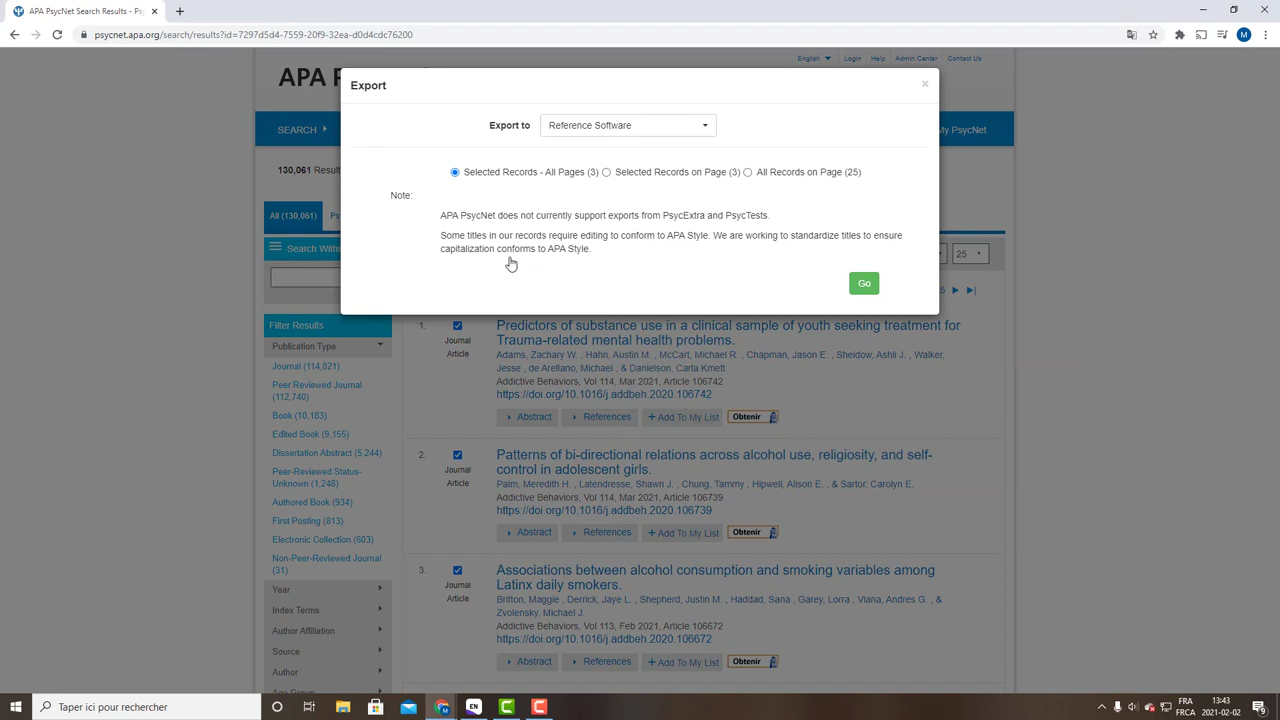 APA PsycNet Search Results - Psy
psycnet.apa.org/search/results?id=7297d5d4-7559-20f9-32ea-d0d4cdc76200
M
English Login Help Admin Center Contact Us
APA
Export
×
Export to Reference Software
SEARCH
My PsycNet
Selected Records - All Pages (3) Selected Records on Page (3) All Records on Page (25)
130,061
Note:
APA PsycNet does not currently support exports from PsycExtra and PsycTests.
All (130,061)
Some titles in our records require editing to conform to APA Style. We are working to standardize titles to ensure
capitalization conforms to APA Style.
25
Go
Filter Results
1.
Predictors of substance use in a clinical sample of youth seeking treatment for
Trauma-related mental health problems.
Journal
Article
Adams, Zachary W. , Hahn, Austin M. , McCart, Michael R. , Chapman, Jason E. , Sheidow, Ashli J. , Walker,
Jesse , de Arellano, Michael , & Danielson, Carla Kmett
Addictive Behaviors, Vol 114, Mar 2021, Article 106742
https://doi.org/10.1016/j.addbeh.2020.106742
Abstract References + Add To My List Obtenir
2.
Patterns of bi-directional relations across alcohol use, religiosity, and self-
control in adolescent girls.
Journal
Article
Palm, Meredith H. , Latendresse, Shawn J. , Chung, Tammy , Hipwell, Alison E. , & Sartor, Carolyn E.
Addictive Behaviors, Vol 114, Mar 2021, Article 106739
https://doi.org/10.1016/j.addbeh.2020.106739
Abstract References + Add To My List Obtenir
3.
Associations between alcohol consumption and smoking variables among
Latinx daily smokers.
Journal
Article
Britton, Maggie , Derrick, Jaye L. , Shepherd, Justin M. , Haddad, Sana , Garey, Lorra , Viana, Andres G. , &
Zvolensky, Michael J.
Addictive Behaviors, Vol 113, Feb 2021, Article 106672
https://doi.org/10.1016/j.addbeh.2020.106672
Abstract References + Add To My List Obtenir
Publication Type
Journal (114,021)
Peer Reviewed Journal
(112,740)
Book (10,183)
Edited Book (9,155)
Dissertation Abstract (5,244)
Peer-Reviewed Status-
Unknown (1,248)
Authored Book (934)
First Posting (813)
Electronic Collection (603)
Non-Peer-Reviewed Journal
(31)
Year
Index Terms
Author Affiliation
Source
Author
Taper ici pour rechercher
EN
FRA
FRCA
13:43
2021-02-02